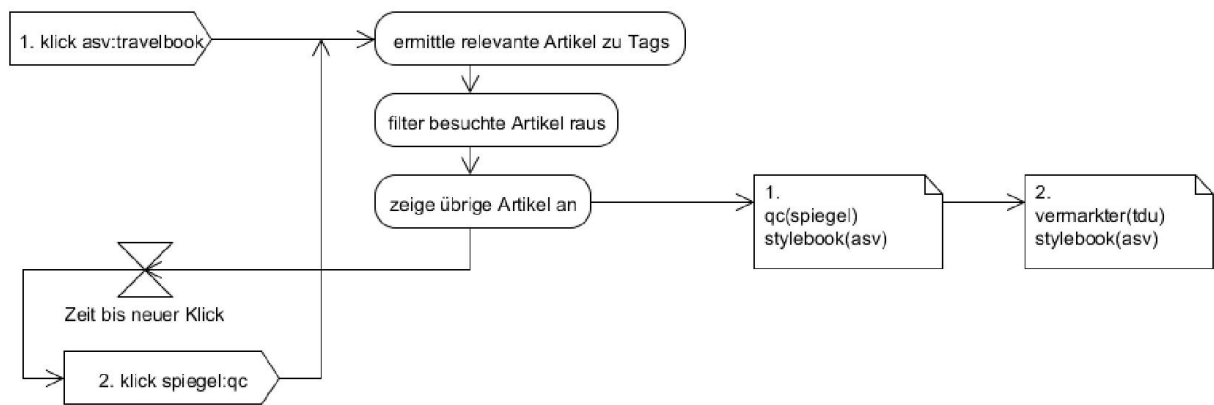 1. klick asv:travelbook
ermittle relevante Artikel zu Tags
filter besuchte Artikel raus
zeige übrige Artikel an
1.
qc(spiegel)
stylebook(asv)
2.
vermarkter(tdu)
stylebook(asv)
Zeit bis neuer Klick
2. klick spiegel:qc